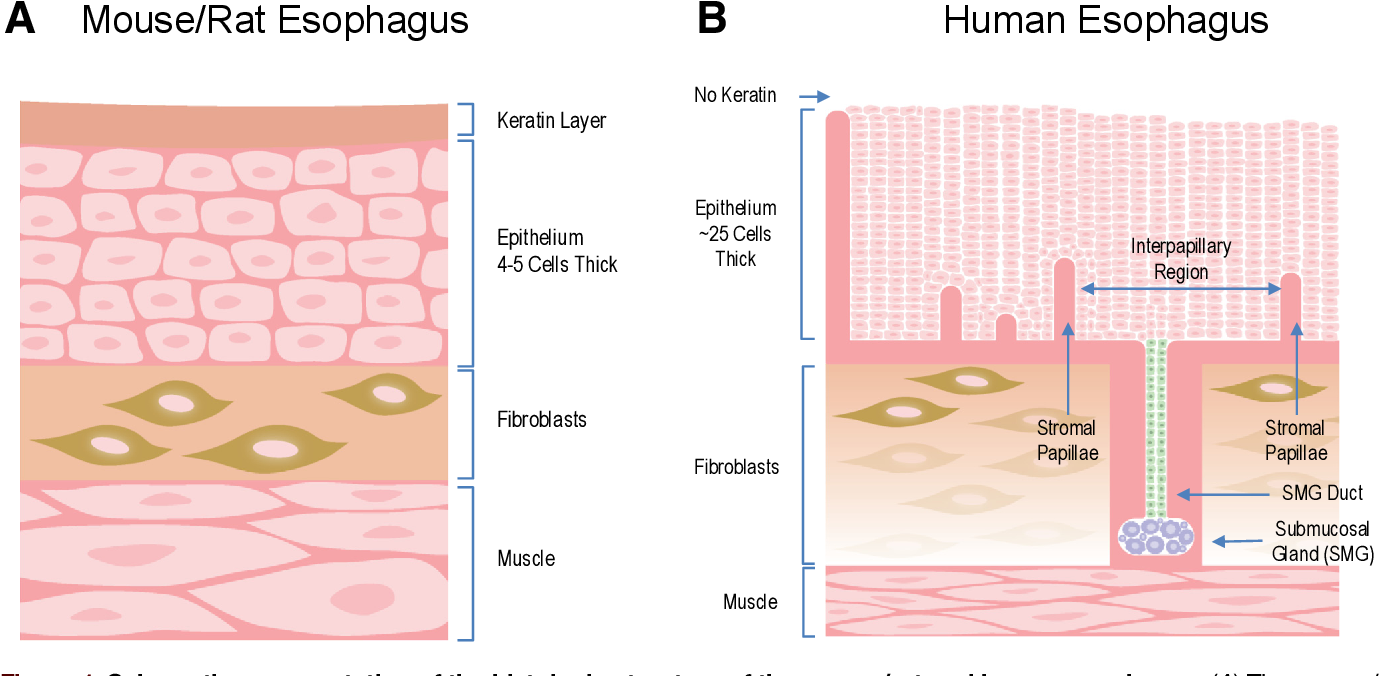 A Mouse/Rat Esophagus
Keratin Layer
Epithelium
4-5 Cells Thick
Fibroblasts
Muscle
B Human Esophagus
No Keratin
Epithelium
~25 Cells
Thick
Interpapillary
Region
Stromal
Papillae
Stromal
Papillae
Fibroblasts
SMG Duct
Submucosal
Gland (SMG)
Muscle